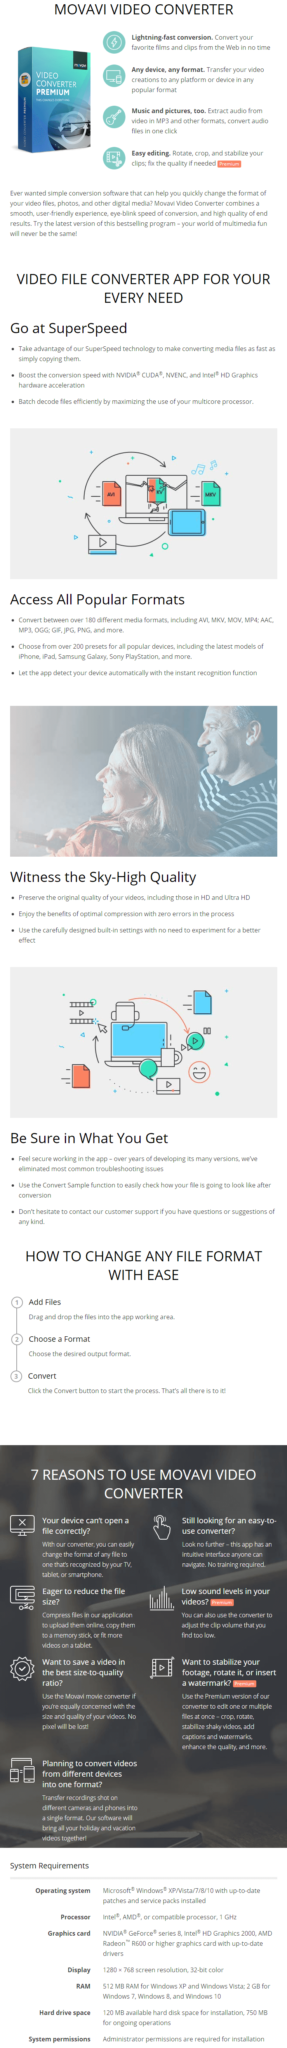 MOVAVI VIDEO CONVERTER
VIDEO
CONVERTER
PREMIUM
Lightning-fast conversion. Convert your
favorite films and clips from the Web in no time
Any device, any format. Transfer your video
creations to any platform or device in any
popular format
Music and pictures, too. Extract audio from
video in MP3 and other formats, convert audio
files in one click
Easy editing. Rotate, crop, and stabilize your
clips; fix the quality if needed Premium
Ever wanted simple conversion software that can help you quickly change the format of
your video files, photos, and other digital media? Movavi Video Converter combines a
smooth, user-friendly experience, eye-blink speed of conversion, and high quality of end
results. Try the latest version of this bestselling program – your world of multimedia fun
will never be the same!
VIDEO FILE CONVERTER APP FOR YOUR
EVERY NEED
Go at SuperSpeed
• Take advantage of our SuperSpeed technology to make converting media files as fast as
simply copying them.
• Boost the conversion speed with NVIDIA® CUDA®, NVENC, and Intel® HD Graphics
hardware acceleration
• Batch decode files efficiently by maximizing the use of your multicore processor.
AVI
MKV
Access All Popular Formats
• Convert between over 180 different media formats, including AVI, MKV, MOV, MP4; AAC,
MP3, OGG; GIF, JPG, PNG, and more.
• Choose from over 200 presets for all popular devices, including the latest models of
iPhone, iPad, Samsung Galaxy, Sony PlayStation, and more.
• Let the app detect your device automatically with the instant recognition function
Witness the Sky-High Quality
• Preserve the original quality of your videos, including those in HD and Ultra HD
• Enjoy the benefits of optimal compression with zero errors in the process
• Use the carefully designed built-in settings with no need to experiment for a better
effect
Be Sure in What You Get
• Feel secure working in the app – over years of developing its many versions, we've
eliminated most common troubleshooting issues
• Use the Convert Sample function to easily check how your file is going to look like after
conversion
• Don't hesitate to contact our customer support if you have questions or suggestions of
any kind.
HOW TO CHANGE ANY FILE FORMAT
WITH EASE
1 Add Files
Drag and drop the files into the app working area.
2 Choose a Format
Choose the desired output format.
3 Convert
Click the Convert button to start the process. That's all there is to it!
7 REASONS TO USE MOVAVI VIDEO
CONVERTER
Your device can't open a
file correctly?
With our converter, you can easily
change the format of any file to
one that's recognized by your TV,
tablet, or smartphone.
Still looking for an easy-to-
use converter?
Look no further – this app has an
intuitive interface anyone can
navigate. No training required.
Eager to reduce the file
size?
Compress files in our application
to upload them online, copy them
to a memory stick, or fit more
videos on a tablet.
Low sound levels in your
videos? Premium
You can also use the converter to
adjust the clip volume that you
find too low.
Want to save a video in
the best size-to-quality
ratio?
Use the Movavi movie converter if
you're equally concerned with the
size and quality of your videos. No
pixel will be lost!
Want to stabilize your
footage, rotate it, or insert
a watermark? Premium
Use the Premium version of our
converter to edit one or multiple
files at once – crop, rotate,
stabilize shaky videos, add
captions and watermarks,
enhance the quality, and more.
Planning to convert videos
from different devices
into one format?
Transfer recordings shot on
different cameras and phones into
a single format. Our software will
bring all your holiday and vacation
videos together!
System Requirements
Operating system Microsoft® Windows® XP/Vista/7/8/10 with up-to-date
patches and service packs installed
Processor Intel®, AMD®, or compatible processor, 1 GHz
Graphics card NVIDIA® GeForce® series 8, Intel® HD Graphics 2000, AMD
Radeon™ R600 or higher graphics card with up-to-date
drivers
Display 1280 × 768 screen resolution, 32-bit color
RAM 512 MB RAM for Windows XP and Windows Vista; 2 GB for
Windows 7, Windows 8, and Windows 10
Hard drive space 120 MB available hard disk space for installation, 750 MB
for ongoing operations
System permissions Administrator permissions are required for installation